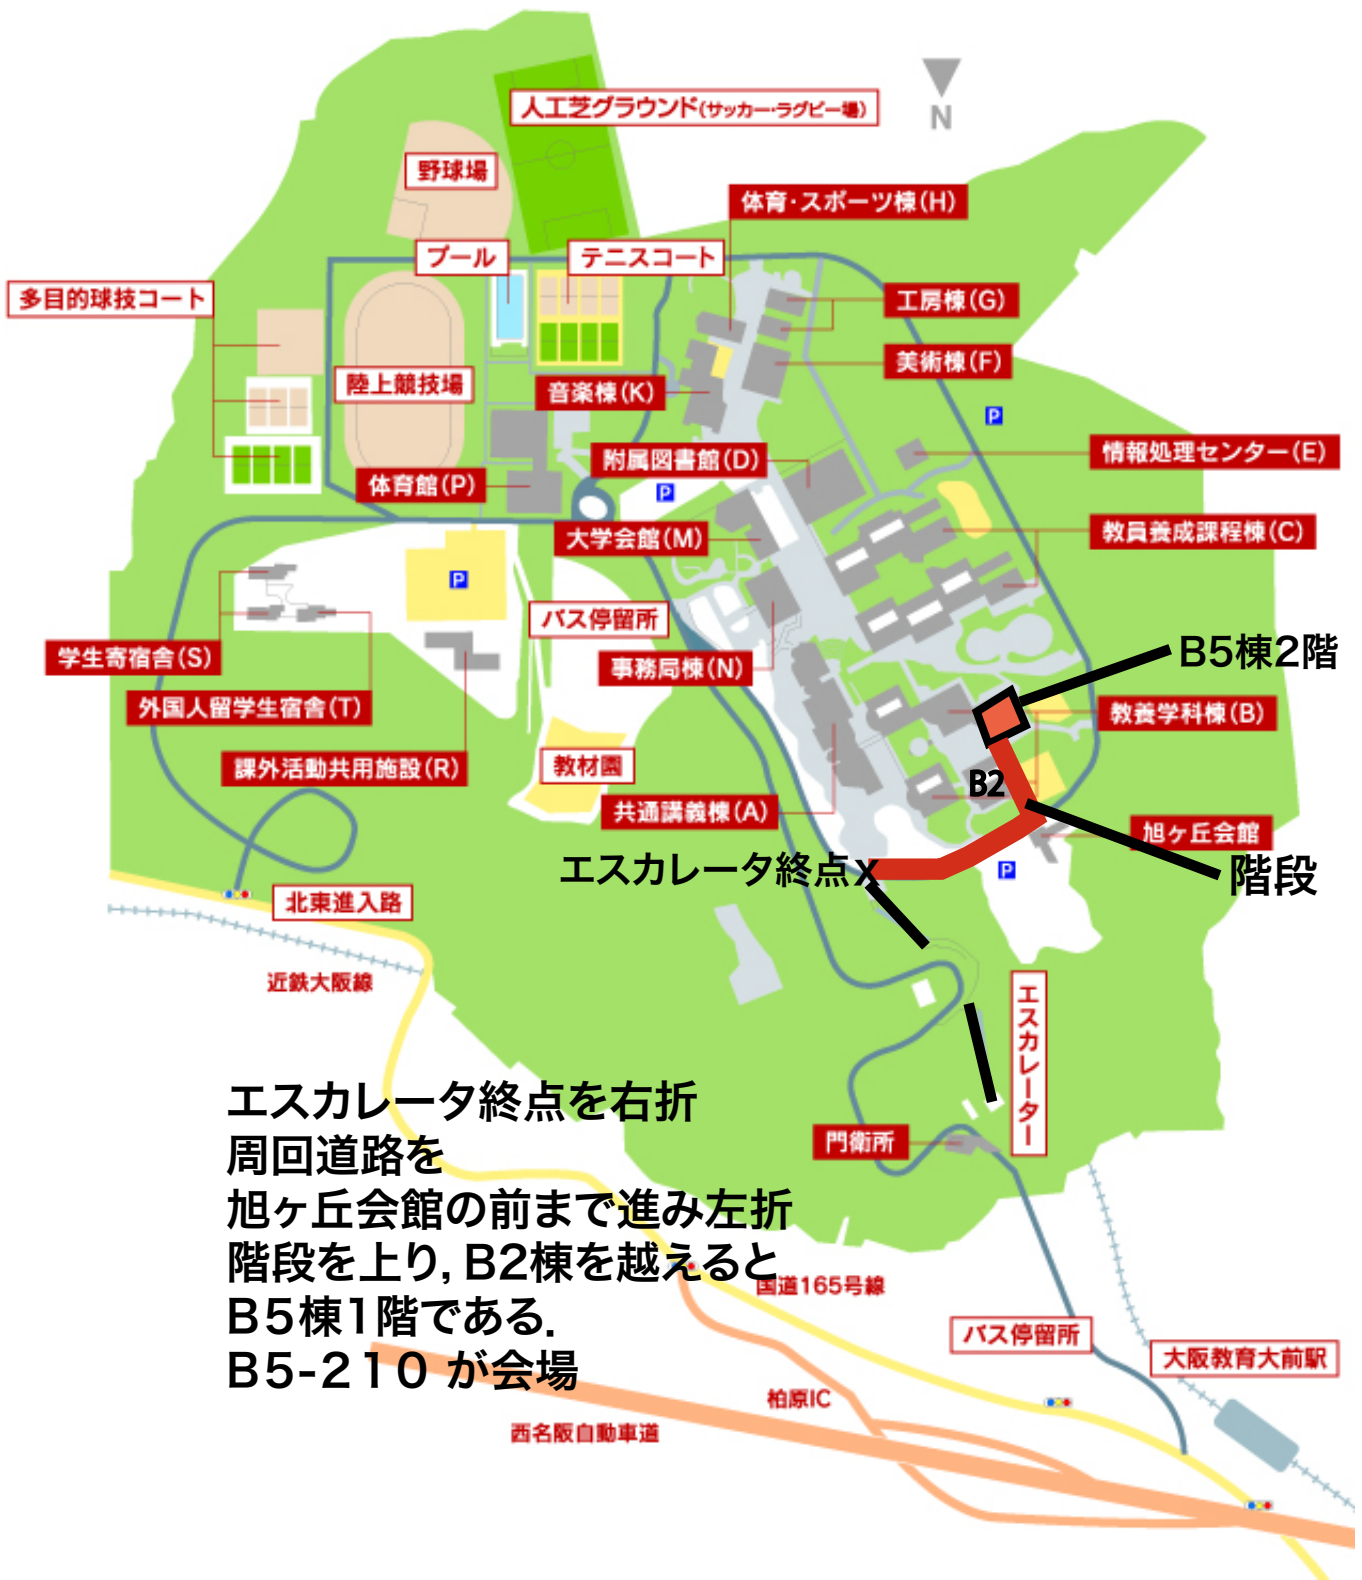 人工芝グラウンド(サッカー・ラグビー場)
N
野球場
体育・スポーツ棟(H)
プール
テニスコート
多目的球技コート
工房棟(G)
美術棟(F)
陸上競技場
音楽棟(K)
P
附属図書館(D)
情報処理センター(E)
体育館(P)
P
大学会館(M)
教員養成課程棟(C)
P
バス停留所
学生寄宿舎(S)
事務局棟(N)
B5棟2階
外国人留学生宿舎(T)
教養学科棟(B)
課外活動共用施設(R)
教材園
B2
共通講義棟(A)
旭ヶ丘会館
エスカレータ終点x
P
階段
北東進入路
近鉄大阪線
エスカレーター
エスカレータ終点を右折
周回道路を
旭ヶ丘会館の前まで進み左折
階段を上り, B2棟を越えると
B5棟1階である.
B5-210 が会場
門衛所
国道165号線
バス停留所
大阪教育大前駅
柏原IC
西名阪自動車道